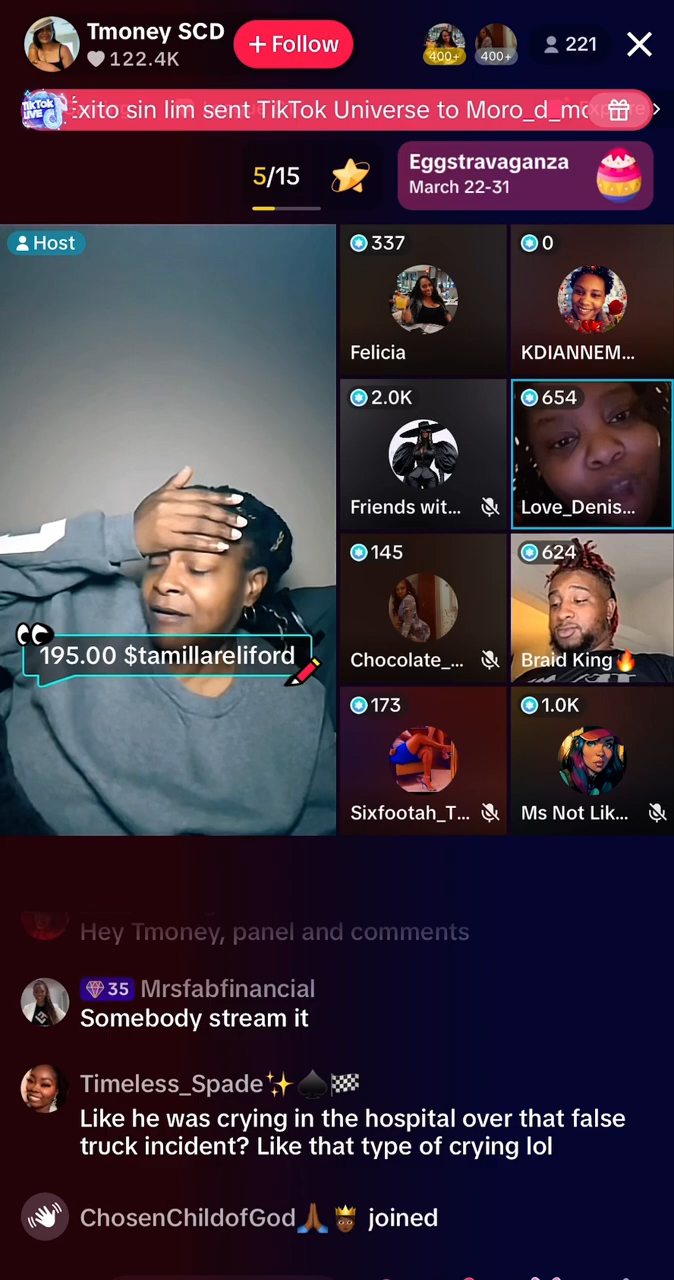 Tmoney SCD
122.4K
+ Follow
400+
400+
221
TikTok LIVE
Éxito sin lim sent TikTok Universe to Moro_d_mo
5/15
Eggstravaganza
March 22-31
Host
337
Felicia
0
KDIANNEM...
2.0K
Friends wit...
654
Love_Denis...
195.00 $tamillareliford
145
Chocolate_...
624
Braid King🔥
173
Sixfootah_T...
1.0K
Ms Not Lik...
Hey Tmoney, panel and comments
35 Mrsfabfinancial
Somebody stream it
Timeless_Spade✨♠️🏁
Like he was crying in the hospital over that false
truck incident? Like that type of crying lol
ChosenChildofGod🙏🏾🤴🏾 joined